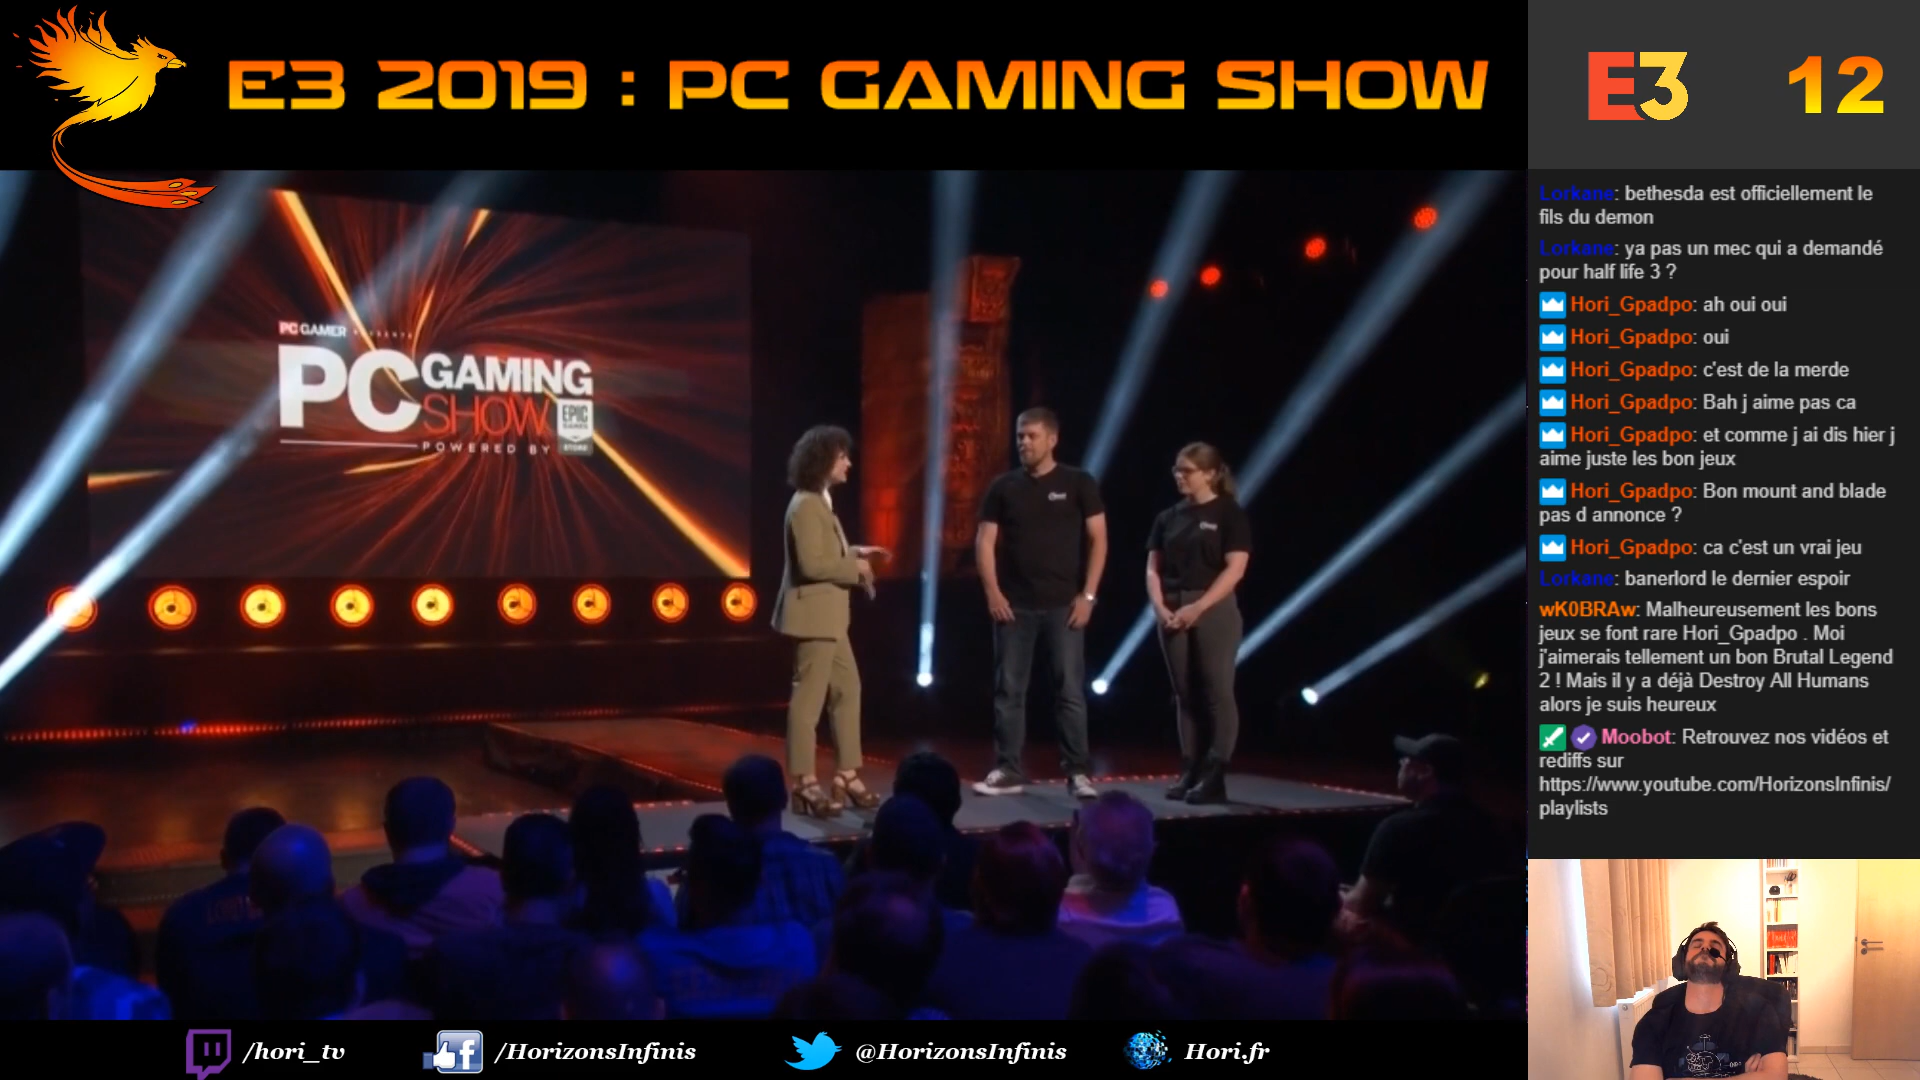 E3 2019 : PC GAMING SHOW
E3
12
PC GAMER PRESENTS
PC GAMING
SHOW
EPIC
GAMES
STORE
POWERED BY
Lorkane: bethesda est officiellement le
fils du demon
Lorkane: ya pas un mec qui a demandé
pour half life 3 ?
Hori_Gpadpo: ah oui oui
Hori_Gpadpo: oui
Hori_Gpadpo: c'est de la merde
Hori_Gpadpo: Bah j aime pas ca
Hori_Gpadpo: et comme j ai dis hier j
aime juste les bon jeux
Hori_Gpadpo: Bon mount and blade
pas d annonce ?
Hori_Gpadpo: ca c'est un vrai jeu
Lorkane: banerlord le dernier espoir
wK0BRAw: Malheureusement les bons
jeux se font rare Hori_Gpadpo . Moi
j'aimerais tellement un bon Brutal Legend
2 ! Mais il y a déjà Destroy All Humans
alors je suis heureux
Moobot: Retrouvez nos vidéos et
rediffs sur
https://www.youtube.com/HorizonsInfinis/
playlists
/hori_tv
/HorizonsInfinis
@HorizonsInfinis
Hori.fr